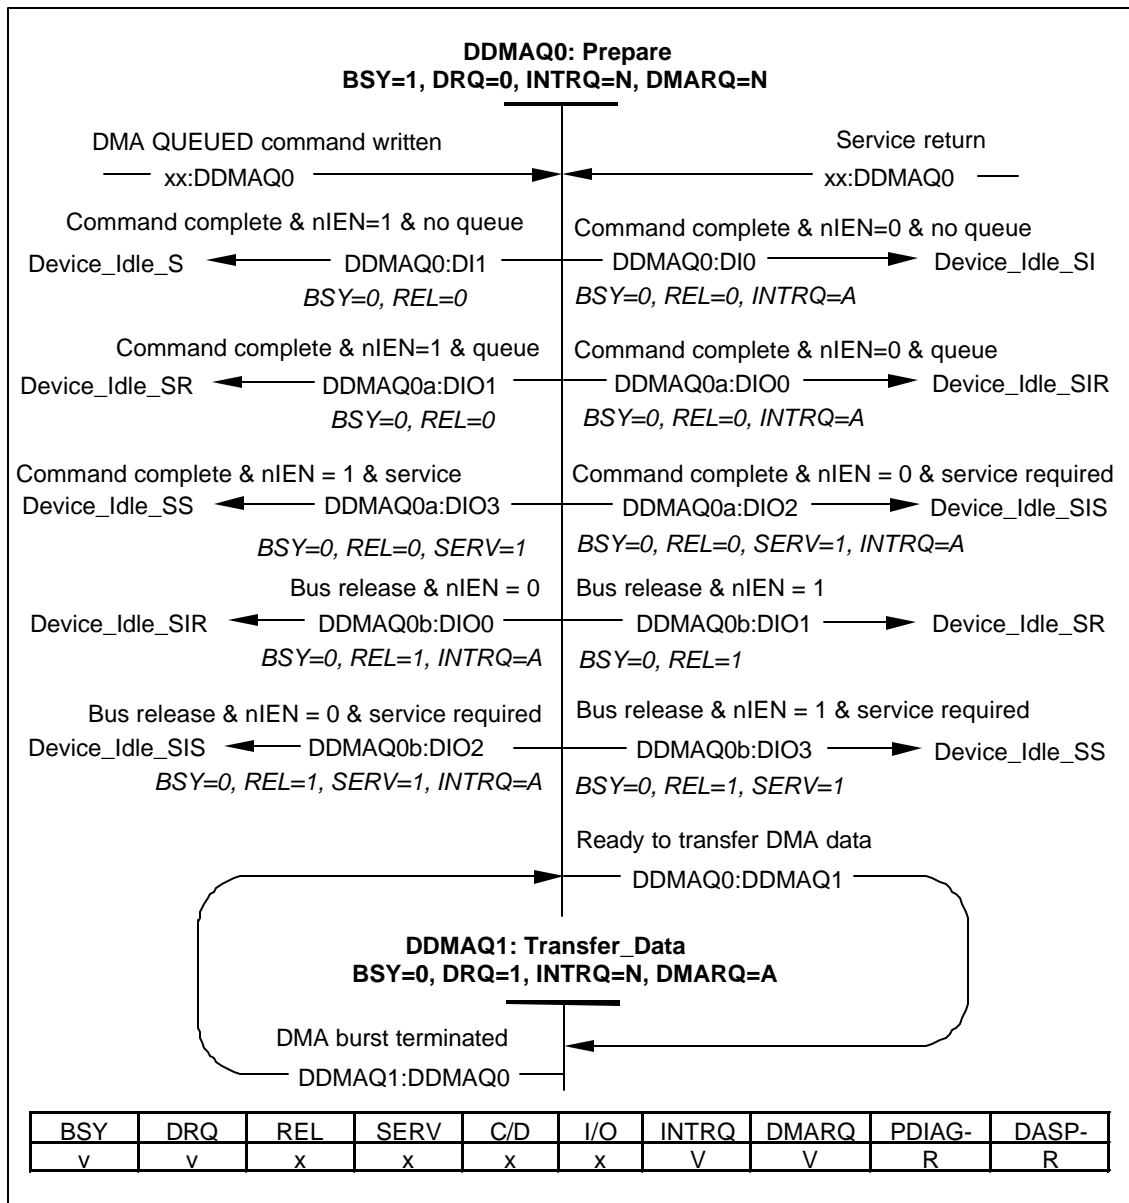 DDMAQ0: Prepare
BSY=1, DRQ=0, INTRQ=N, DMARQ=N
DMA QUEUED command written
Service return
xx:DDMAQ0
xx:DDMAQ0
Command complete & nIEN=1 & no queue
Command complete & nIEN=0 & no queue
Device_Idle_S
DDMAQ0:DI1
DDMAQ0:DI0
Device_Idle_SI
BSY=0, REL=0
BSY=0, REL=0, INTRQ=A
Command complete & nIEN=1 & queue
Command complete & nIEN=0 & queue
Device_Idle_SR
DDMAQ0a:DIO1
DDMAQ0a:DIO0
Device_Idle_SIR
BSY=0, REL=0
BSY=0, REL=0, INTRQ=A
Command complete & nIEN = 1 & service
Command complete & nIEN = 0 & service required
Device_Idle_SS
DDMAQ0a:DIO3
DDMAQ0a:DIO2
Device_Idle_SIS
BSY=0, REL=0, SERV=1
BSY=0, REL=0, SERV=1, INTRQ=A
Bus release & nIEN = 0
Bus release & nIEN = 1
Device_Idle_SIR
DDMAQ0b:DIO0
DDMAQ0b:DIO1
Device_Idle_SR
BSY=0, REL=1, INTRQ=A
BSY=0, REL=1
Bus release & nIEN = 0 & service required
Bus release & nIEN = 1 & service required
Device_Idle_SIS
DDMAQ0b:DIO2
DDMAQ0b:DIO3
Device_Idle_SS
BSY=0, REL=1, SERV=1, INTRQ=A
BSY=0, REL=1, SERV=1
Ready to transfer DMA data
DDMAQ0:DDMAQ1
DDMAQ1: Transfer_Data
BSY=0, DRQ=1, INTRQ=N, DMARQ=A
DMA burst terminated
DDMAQ1:DDMAQ0
BSY DRQ REL SERV C/D I/O INTRQ DMARQ PDIAG- DASP-
v v x x x x V V R R